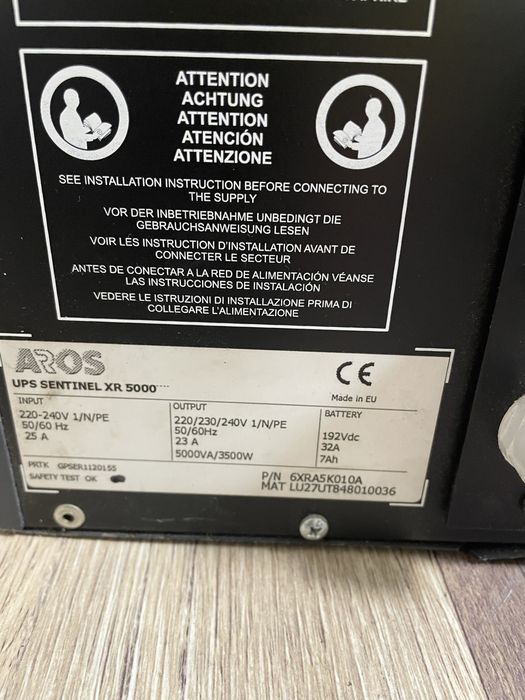 ATTENTION
ACHTUNG
ATTENTION
ATENCIÓN
ATTENZIONE
SEE INSTALLATION INSTRUCTION BEFORE CONNECTING TO
THE SUPPLY
VOR DER INBETRIEBNAHME UNBEDINGT DIE
GEBRAUCHSANWEISUNG LESEN
VOIR LÉS INSTRUCTION D'INSTALLATION AVANT DE
CONNECTER LE SECTEUR
ANTES DE CONECTAR A LA RED DE ALIMENTACIÓN VÉANSE
LAS INSTRUCCIONES DE INSTALACIÓN
VEDERE LE ISTRUZIONI DI INSTALLAZIONE PRIMA DI
COLLEGARE L'ALIMENTAZIONE
AROS
CE
UPS SENTINEL XR 5000
Made in EU
INPUT
220-240V 1/N/PE
50/60 Hz
25 A
OUTPUT
220/230/240V 1/N/PE
50/60Hz
23 A
5000VA/3500W
BATTERY
192Vdc
32A
7Ah
PRTK GPSER1120155
SAFETY TEST OK
P/N 6XRA5K010A
MAT LU27UT848010036